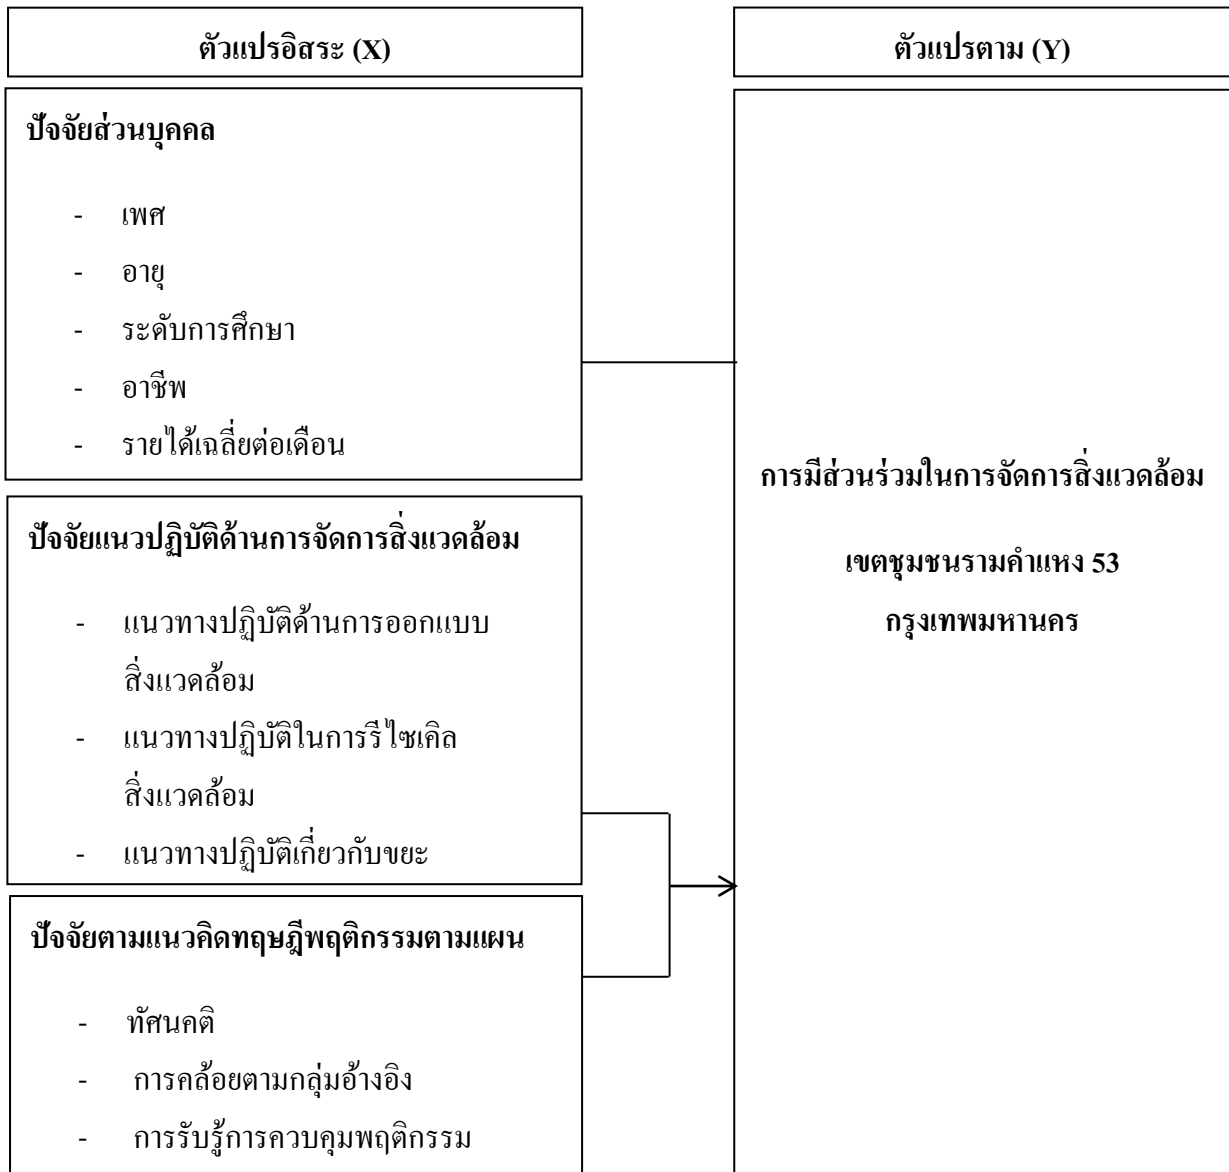 ตัวแปรอิสระ (X)
ตัวแปรตาม (Y)
ปัจจัยส่วนบุคคล
- เพศ
- อายุ
- ระดับการศึกษา
- อาชีพ
- รายได้เฉลี่ยต่อเดือน
ปัจจัยแนวปฏิบัติด้านการจัดการสิ่งแวดล้อม
- แนวทางปฏิบัติด้านการออกแบบ
สิ่งแวดล้อม
- แนวทางปฏิบัติในการรีไซเคิล
สิ่งแวดล้อม
- แนวทางปฏิบัติเกี่ยวกับขยะ
ปัจจัยตามแนวคิดทฤษฎีพฤติกรรมตามแผน
- ทัศนคติ
- การคล้อยตามกลุ่มอ้างอิง
- การรับรู้การควบคุมพฤติกรรม
การมีส่วนร่วมในการจัดการสิ่งแวดล้อม
เขตชุมชนรามคำแหง 53
กรุงเทพมหานคร